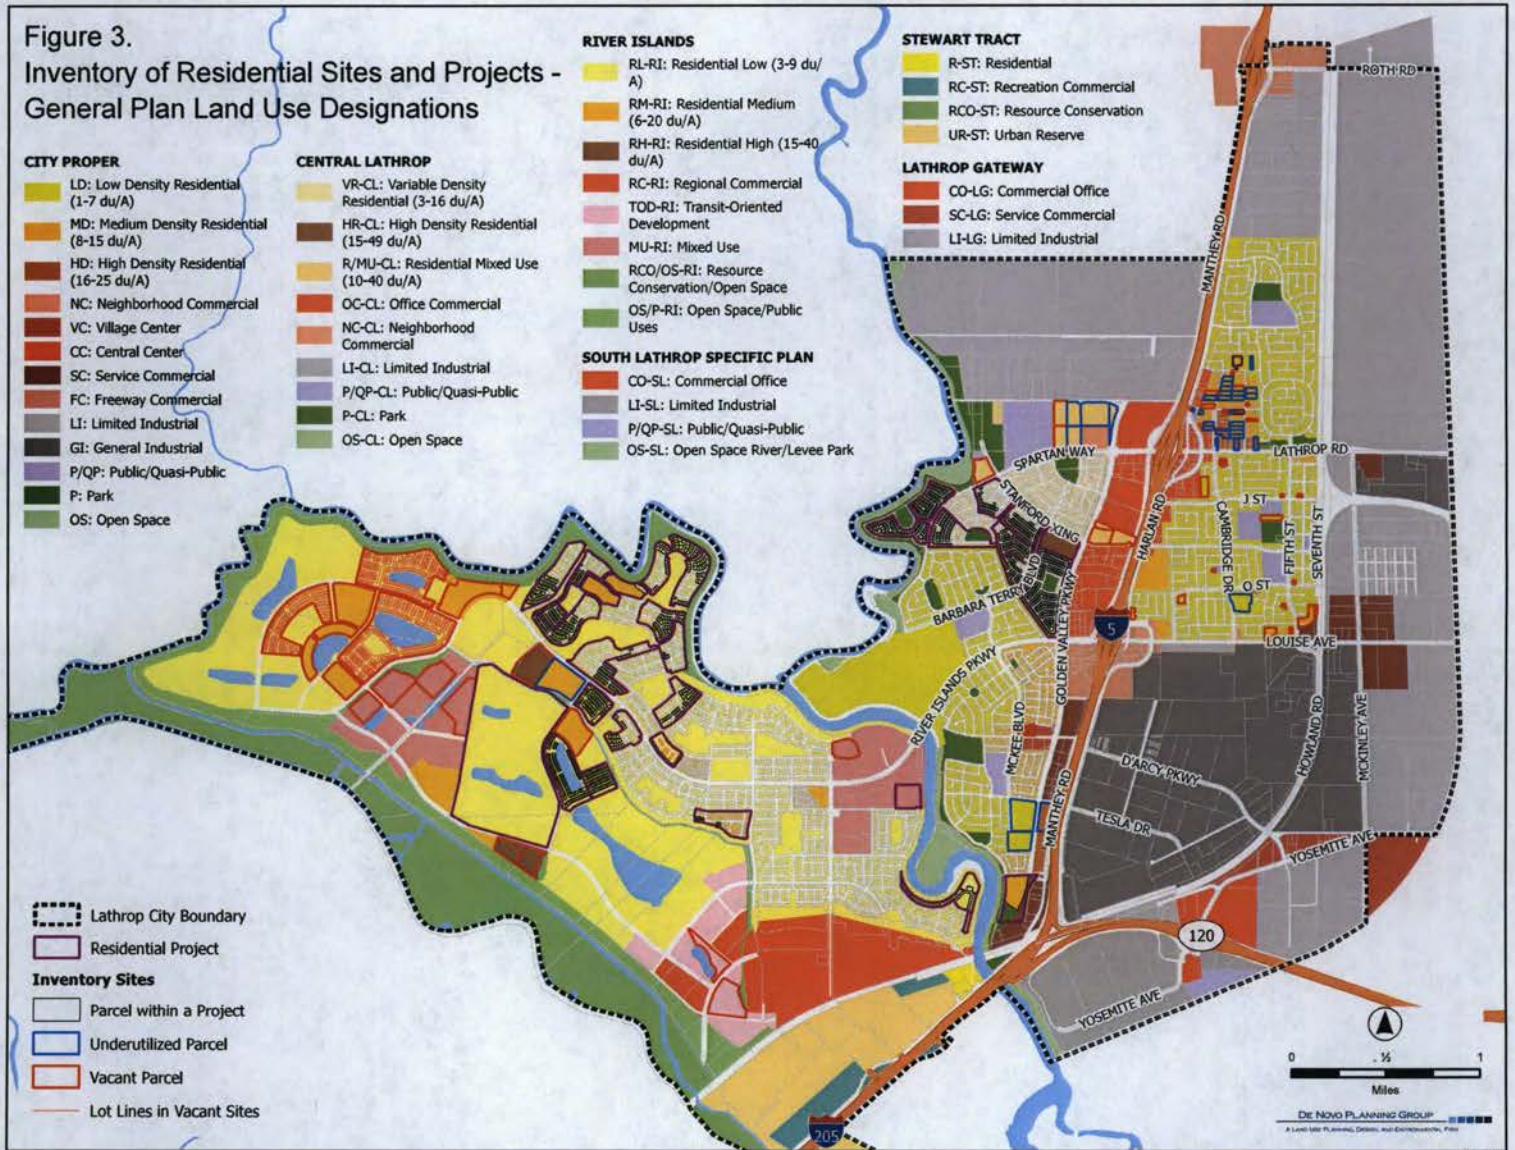 Figure 3.
Inventory of Residential Sites and Projects -
General Plan Land Use Designations
CITY PROPER
LD: Low Density Residential
(1-7 du/A)
MD: Medium Density Residential
(8-15 du/A)
HD: High Density Residential
(16-25 du/A)
NC: Neighborhood Commercial
VC: Village Center
CC: Central Center
SC: Service Commercial
FC: Freeway Commercial
LI: Limited Industrial
GI: General Industrial
P/QP: Public/Quasi-Public
P: Park
OS: Open Space
CENTRAL LATHROP
VR-CL: Variable Density
Residential (3-16 du/A)
HR-CL: High Density Residential
(15-49 du/A)
R/MU-CL: Residential Mixed Use
(10-40 du/A)
OC-CL: Office Commercial
NC-CL: Neighborhood
Commercial
LI-CL: Limited Industrial
P/QP-CL: Public/Quasi-Public
P-CL: Park
OS-CL: Open Space
RIVER ISLANDS
RL-RI: Residential Low (3-9 du/
A)
RM-RI: Residential Medium
(6-20 du/A)
RH-RI: Residential High (15-40
du/A)
RC-RI: Regional Commercial
TOD-RI: Transit-Oriented
Development
MU-RI: Mixed Use
RCO/OS-RI: Resource
Conservation/Open Space
OS/P-RI: Open Space/Public
Uses
SOUTH LATHROP SPECIFIC PLAN
CO-SL: Commercial Office
LI-SL: Limited Industrial
P/QP-SL: Public/Quasi-Public
OS-SL: Open Space River/Levee Park
STEWART TRACT
R-ST: Residential
RC-ST: Recreation Commercial
RCO-ST: Resource Conservation
UR-ST: Urban Reserve
LATHROP GATEWAY
CO-LG: Commercial Office
SC-LG: Service Commercial
LI-LG: Limited Industrial
ROTH RD
MANTHEY RD
LATHROP RD
SPARTAN WAY
STAMFORD XING
HARLAN RD
J ST
CAMBRIDGE DR
FIFTH ST
SEVENTH ST
O ST
BARBARA TERRY BLVD
GOLDEN VALLEY PKWY
5
LOUISE AVE
RIVER ISLANDS PKWY
MCKEE BLVD
HOWLAND RD
MCKINLEY AVE
D'ARCY PKWY
MANTHEY RD
TESLA DR
YOSEMITE AVE
120
YOSEMITE AVE
205
Lathrop City Boundary
Residential Project
Inventory Sites
Parcel within a Project
Underutilized Parcel
Vacant Parcel
Lot Lines in Vacant Sites
0 ½ 1
Miles
DE NOVO PLANNING GROUP
A LAND USE PLANNING, DESIGN, AND ENVIRONMENTAL FIRM